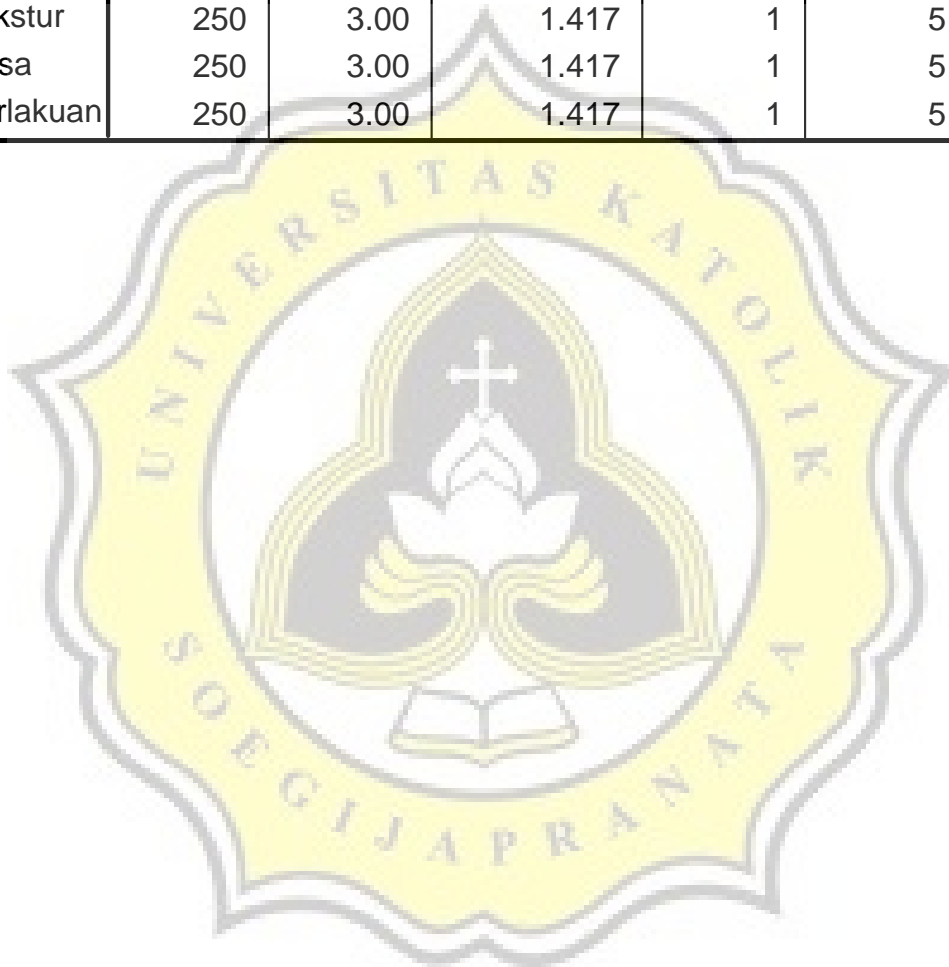 kstur 250 3.00 1.417 1 5
sa 250 3.00 1.417 1 5
rlakuan 250 3.00 1.417 1 5
UNIVERSITAS KATOLIK
SOEGIJAPRANATA